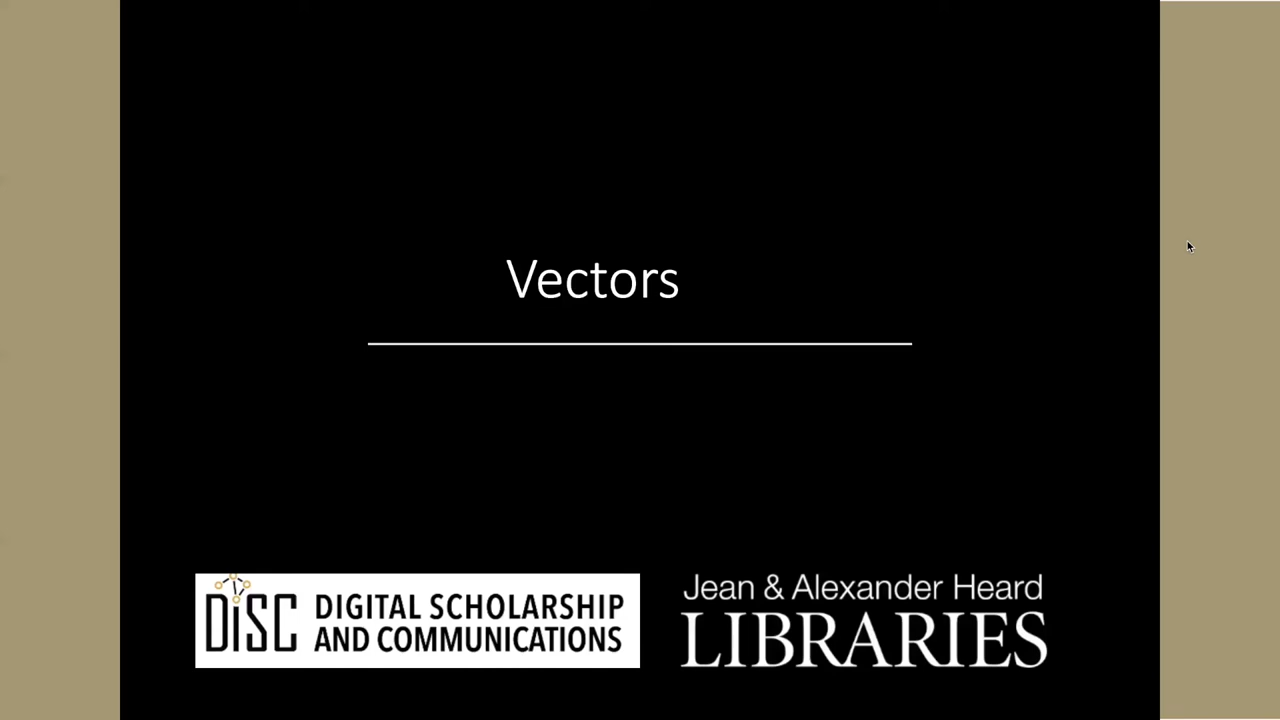 Vectors
DiSC DIGITAL SCHOLARSHIP
AND COMMUNICATIONS
Jean & Alexander Heard
LIBRARIES